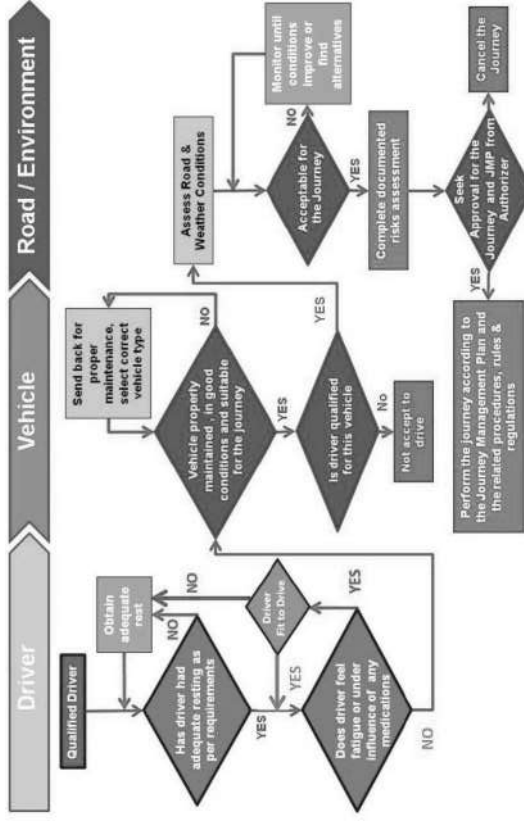 Driver
Vehicle
Road / Environment
Qualified Driver
Obtain
adequate
rest
NO
Has driver had
adequate resting as
per requirements
YES
NO
Driver
Fit to Drive
YES
YES
Does driver feel
fatigue or under
influence of any
medications
NO
Send back for
proper
maintenance,
select correct
vehicle type
NO
Vehicle properly
maintained, in good
conditions and suitable
for the journey
YES
YES
Is driver qualified
for this vehicle
No
Not accept to
drive
Assess Road &
Weather Conditions
Monitor until
conditions
improve or
find
alternatives
NO
Acceptable for
the Journey
YES
Complete documented
risks assessment
Seek
Approval for the
Journey and JMP from
Authorizer
Cancel the
Journey
YES
Perform the journey according to
the Journey Management Plan and
the related procedures, rules &
regulations